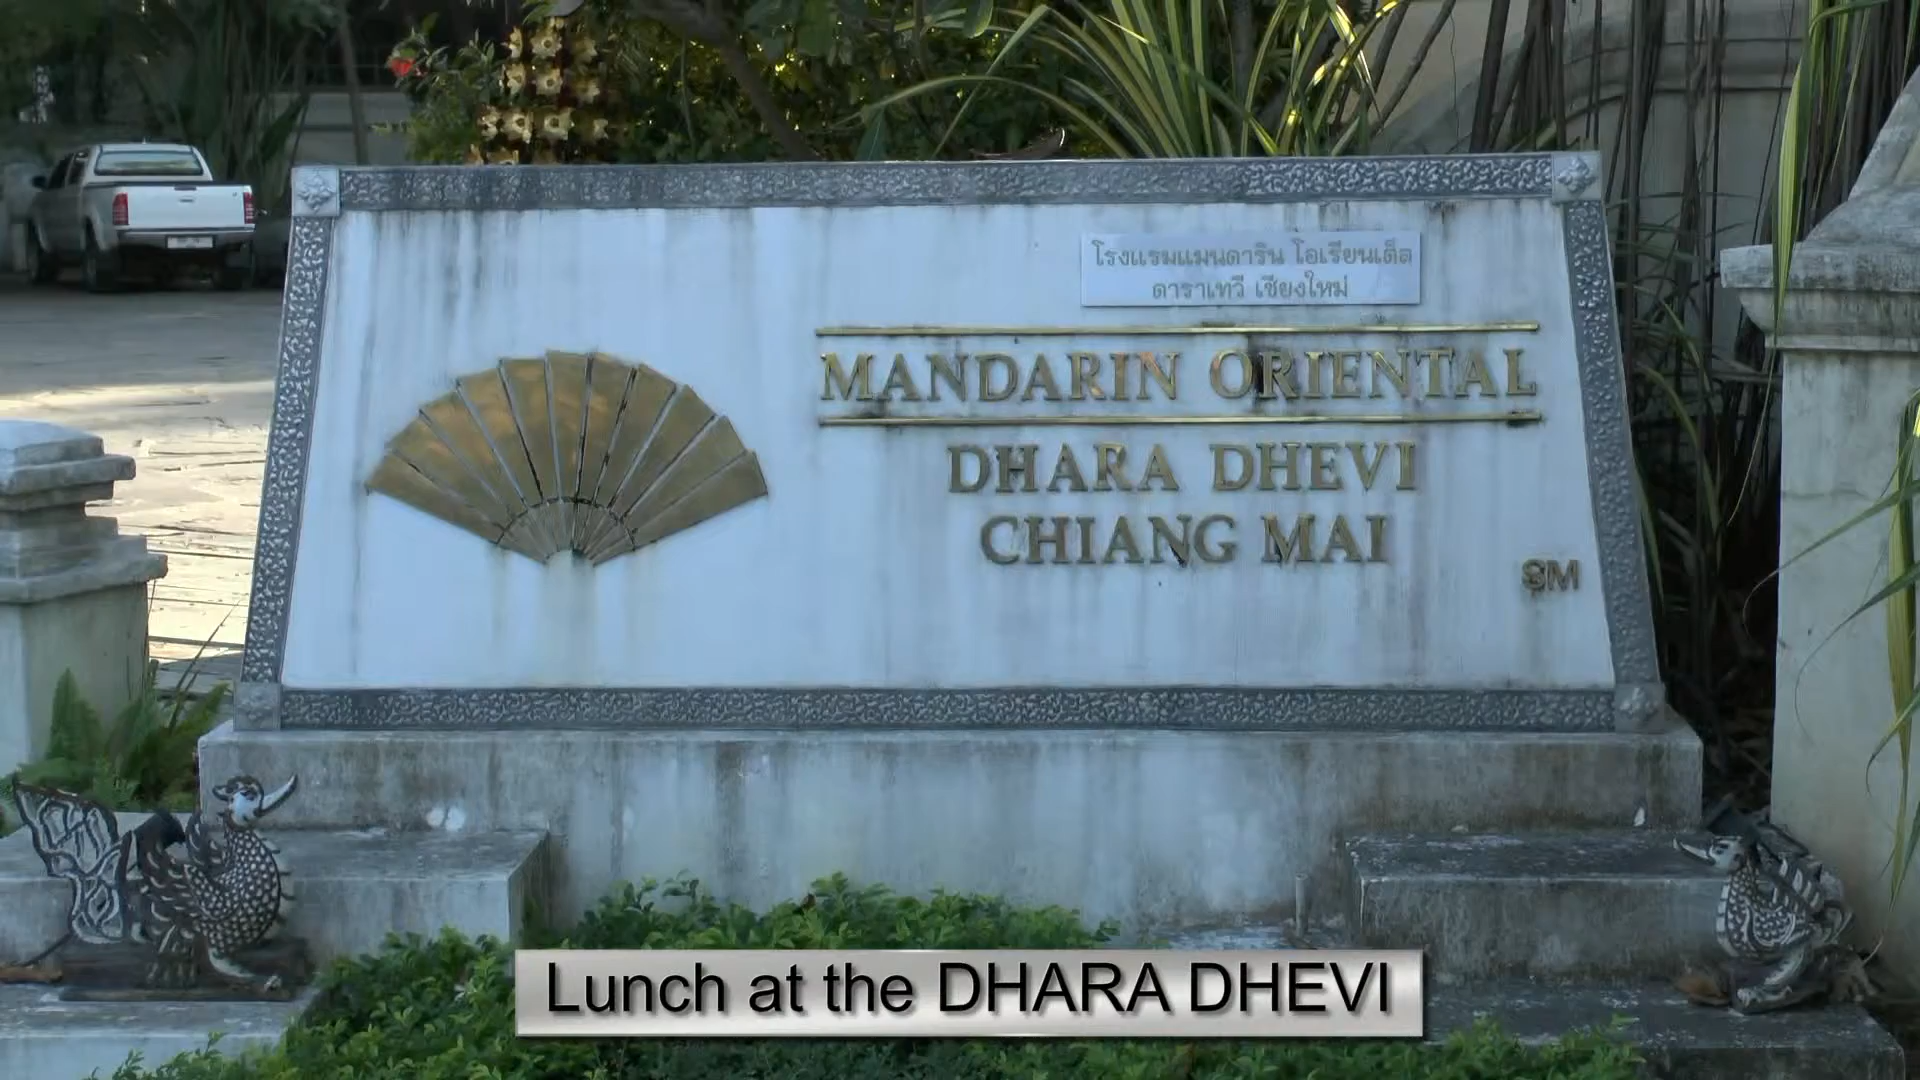 โรงแรมแมนดาริน โอเรียนเต็ล
ดาราเทวี เชียงใหม่
MANDARIN ORIENTAL
DHARA DHEVI
CHIANG MAI
SM
Lunch at the DHARA DHEVI